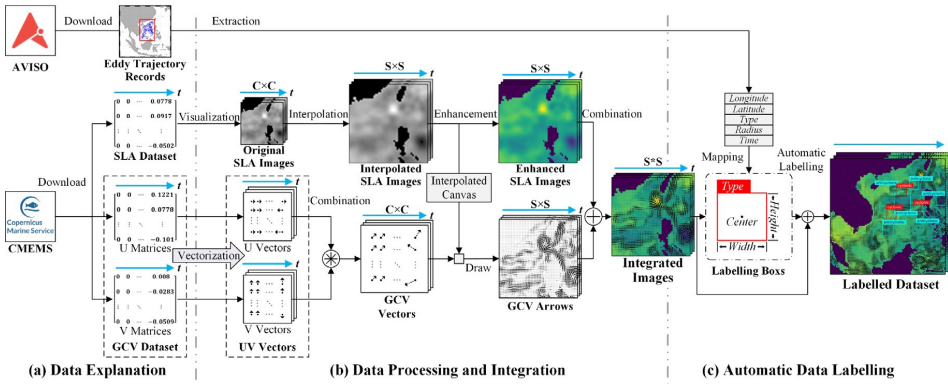 Download
Extraction
AVISO
Eddy Trajectory
Records
t
0 0 ··· 0.0778
0 0 ··· 0.0917
0 0 ··· -0.0502
SLA Dataset
Visualization
C×C
t
Original
SLA Images
Interpolation
S×S
t
Interpolated
SLA Images
Enhancement
Interpolated
Canvas
S×S
t
Enhanced
SLA Images
Combination
Longitude
Latitude
Type
Radius
Time
Mapping
Automatic
Labelling
Download
Copernicus
Marine Service
CMEMS
t
0 0 ··· 0.1221
0 0 ··· 0.0778
0 0 ··· -0.101
U Matrices
Vectorization
t
0 0 ··· 0.008
0 0 ··· -0.0283
0 0 ··· -0.0509
V Matrices
GCV Dataset
t
U Vectors
t
V Vectors
UV Vectors
Combination
C×C
t
GCV
Vectors
Draw
S×S
t
GCV Arrows
S*S
t
Integrated
Images
Type
Center
Height
Width
Labelling Boxes
t
Labelled Dataset
(a) Data Explanation
(b) Data Processing and Integration
(c) Automatic Data Labelling